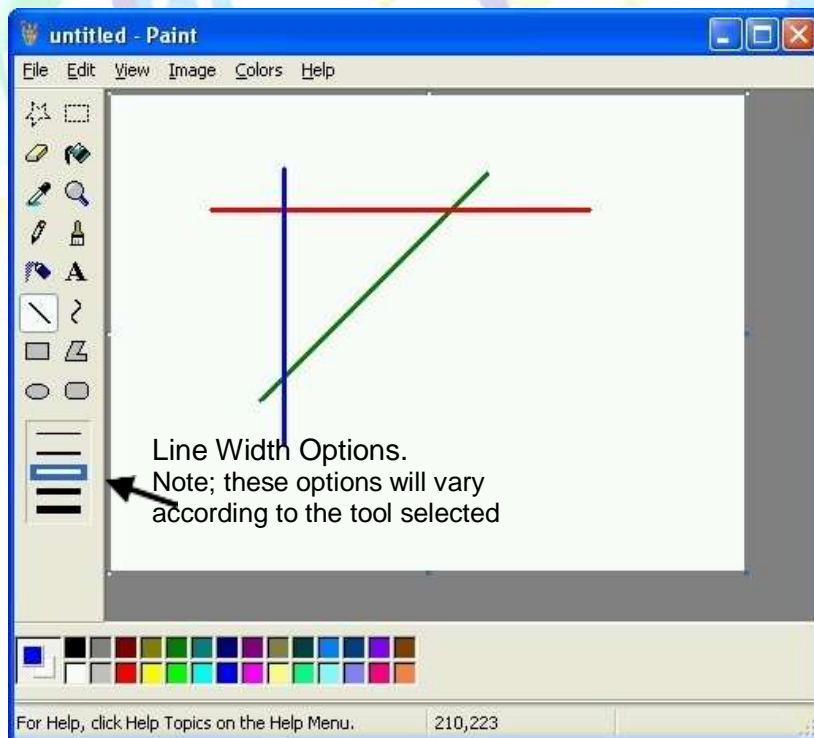 untitled - Paint
File Edit View Image Colors Help
A
Line Width Options.
Note; these options will vary
according to the tool selected
For Help, click Help Topics on the Help Menu. 210,223